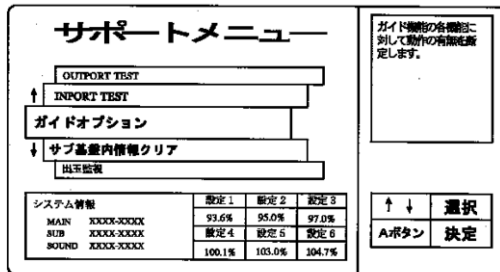 サポートメニュー
ガイド機能の各機能に
対して動作の有無を設
定します。
OUTPORT TEST
↑ INPORT TEST
ガイドオプション
↓ サブ基盤内情報クリア
出玉監視
システム情報
MAIN XXXX-XXXX
SUB XXXX-XXXX
SOUND XXXX-XXXX
設定1 設定2 設定3
93.6% 95.0% 97.0%
設定4 設定5 設定6
100.1% 103.0% 104.7%
↑ ↓ 選択
Aボタン 決定